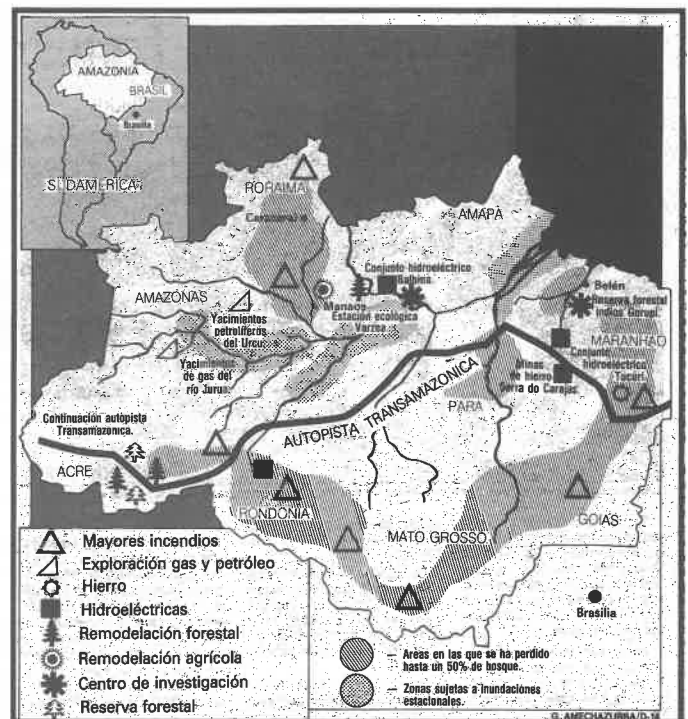 AMAZONIA
BRASIL
Brasilia
SUDAMERICA
RORAIMA
AMAPA
Conjunto hidroeléctrico
Balbina
AMAZONAS
Manaos
Estación ecológica
Varzea
Yacimientos
petrolíferos
del Urcu
Yacimientos
de gas del
río Jurua
Belén
Reserva forestal
Indios Gorupi
MARANHAO
Conjunto
hidroeléctrico
Tucuri
Minas
de hierro
Serra do Carajas
PARA
AUTOPISTA TRANSAMAZONICA
Continuación autopista
Transamazonica.
ACRE
RONDONIA
MATO GROSSO
GOIAS
Brasilia
Mayores incendios
Exploración gas y petróleo
Hierro
Hidroeléctricas
Remodelación forestal
Remodelación agrícola
Centro de investigación
Reserva forestal
— Areas en las que se ha perdido
hasta un 50% de bosque.
— Zonas sujetas a inundaciones
estacionales.